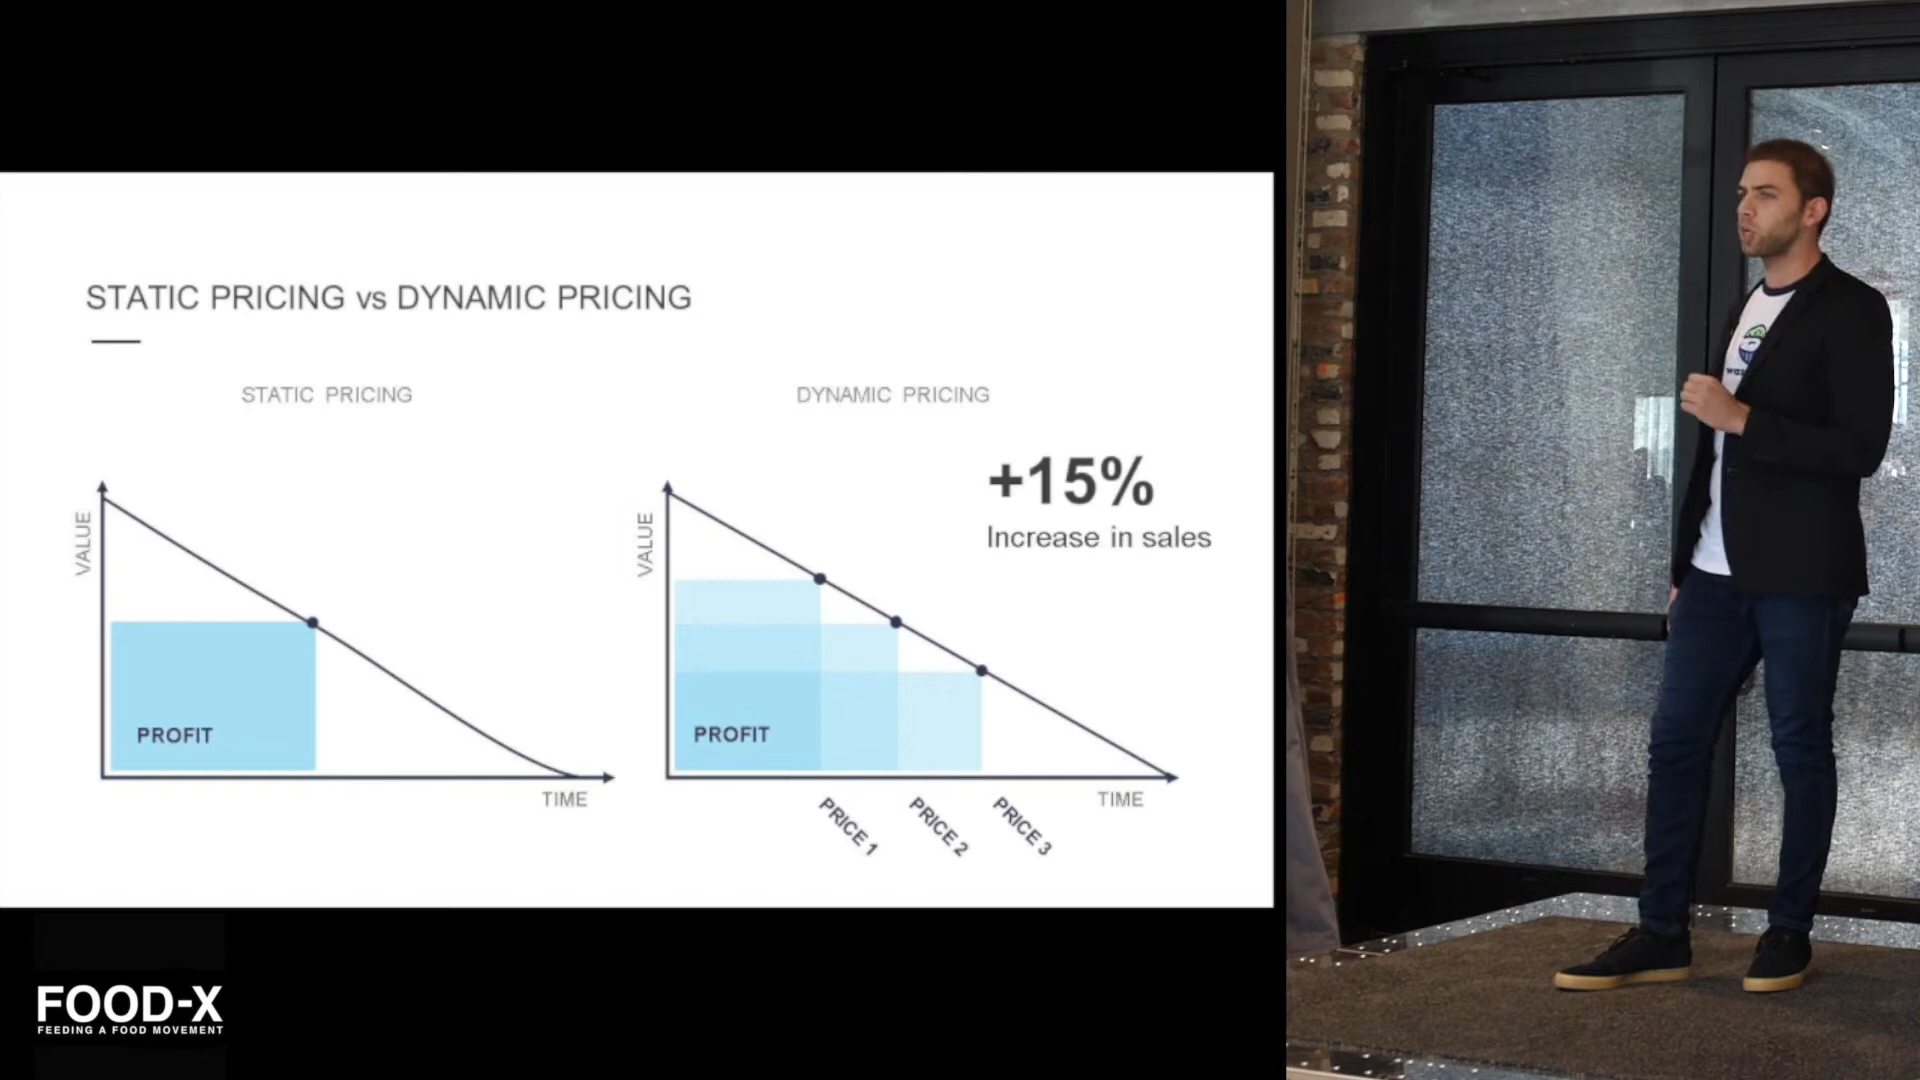 STATIC PRICING vs DYNAMIC PRICING
STATIC PRICING
DYNAMIC PRICING
+15%
Increase in sales
VALUE
PROFIT
TIME
VALUE
PROFIT
TIME
PRICE 1
PRICE 2
PRICE 3
FOOD-X
FEEDING A FOOD MOVEMENT